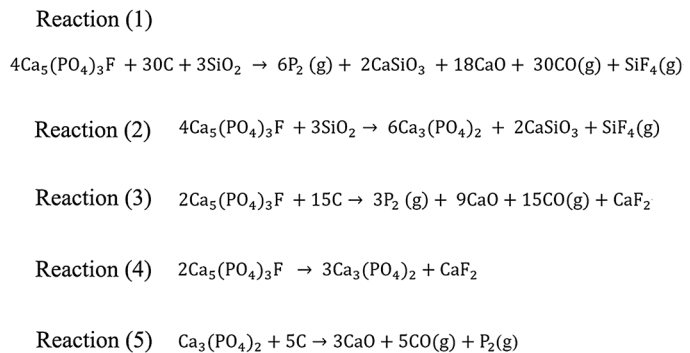 Reaction (1)
4Ca₅(PO₄)₃F + 30C + 3SiO₂ → 6P₂ (g) + 2CaSiO₃ + 18CaO + 30CO(g) + SiF₄(g)
Reaction (2) 4Ca₅(PO₄)₃F + 3SiO₂ → 6Ca₃(PO₄)₂ + 2CaSiO₃ + SiF₄(g)
Reaction (3) 2Ca₅(PO₄)₃F + 15C → 3P₂ (g) + 9CaO + 15CO(g) + CaF₂
Reaction (4) 2Ca₅(PO₄)₃F → 3Ca₃(PO₄)₂ + CaF₂
Reaction (5) Ca₃(PO₄)₂ + 5C → 3CaO + 5CO(g) + P₂(g)